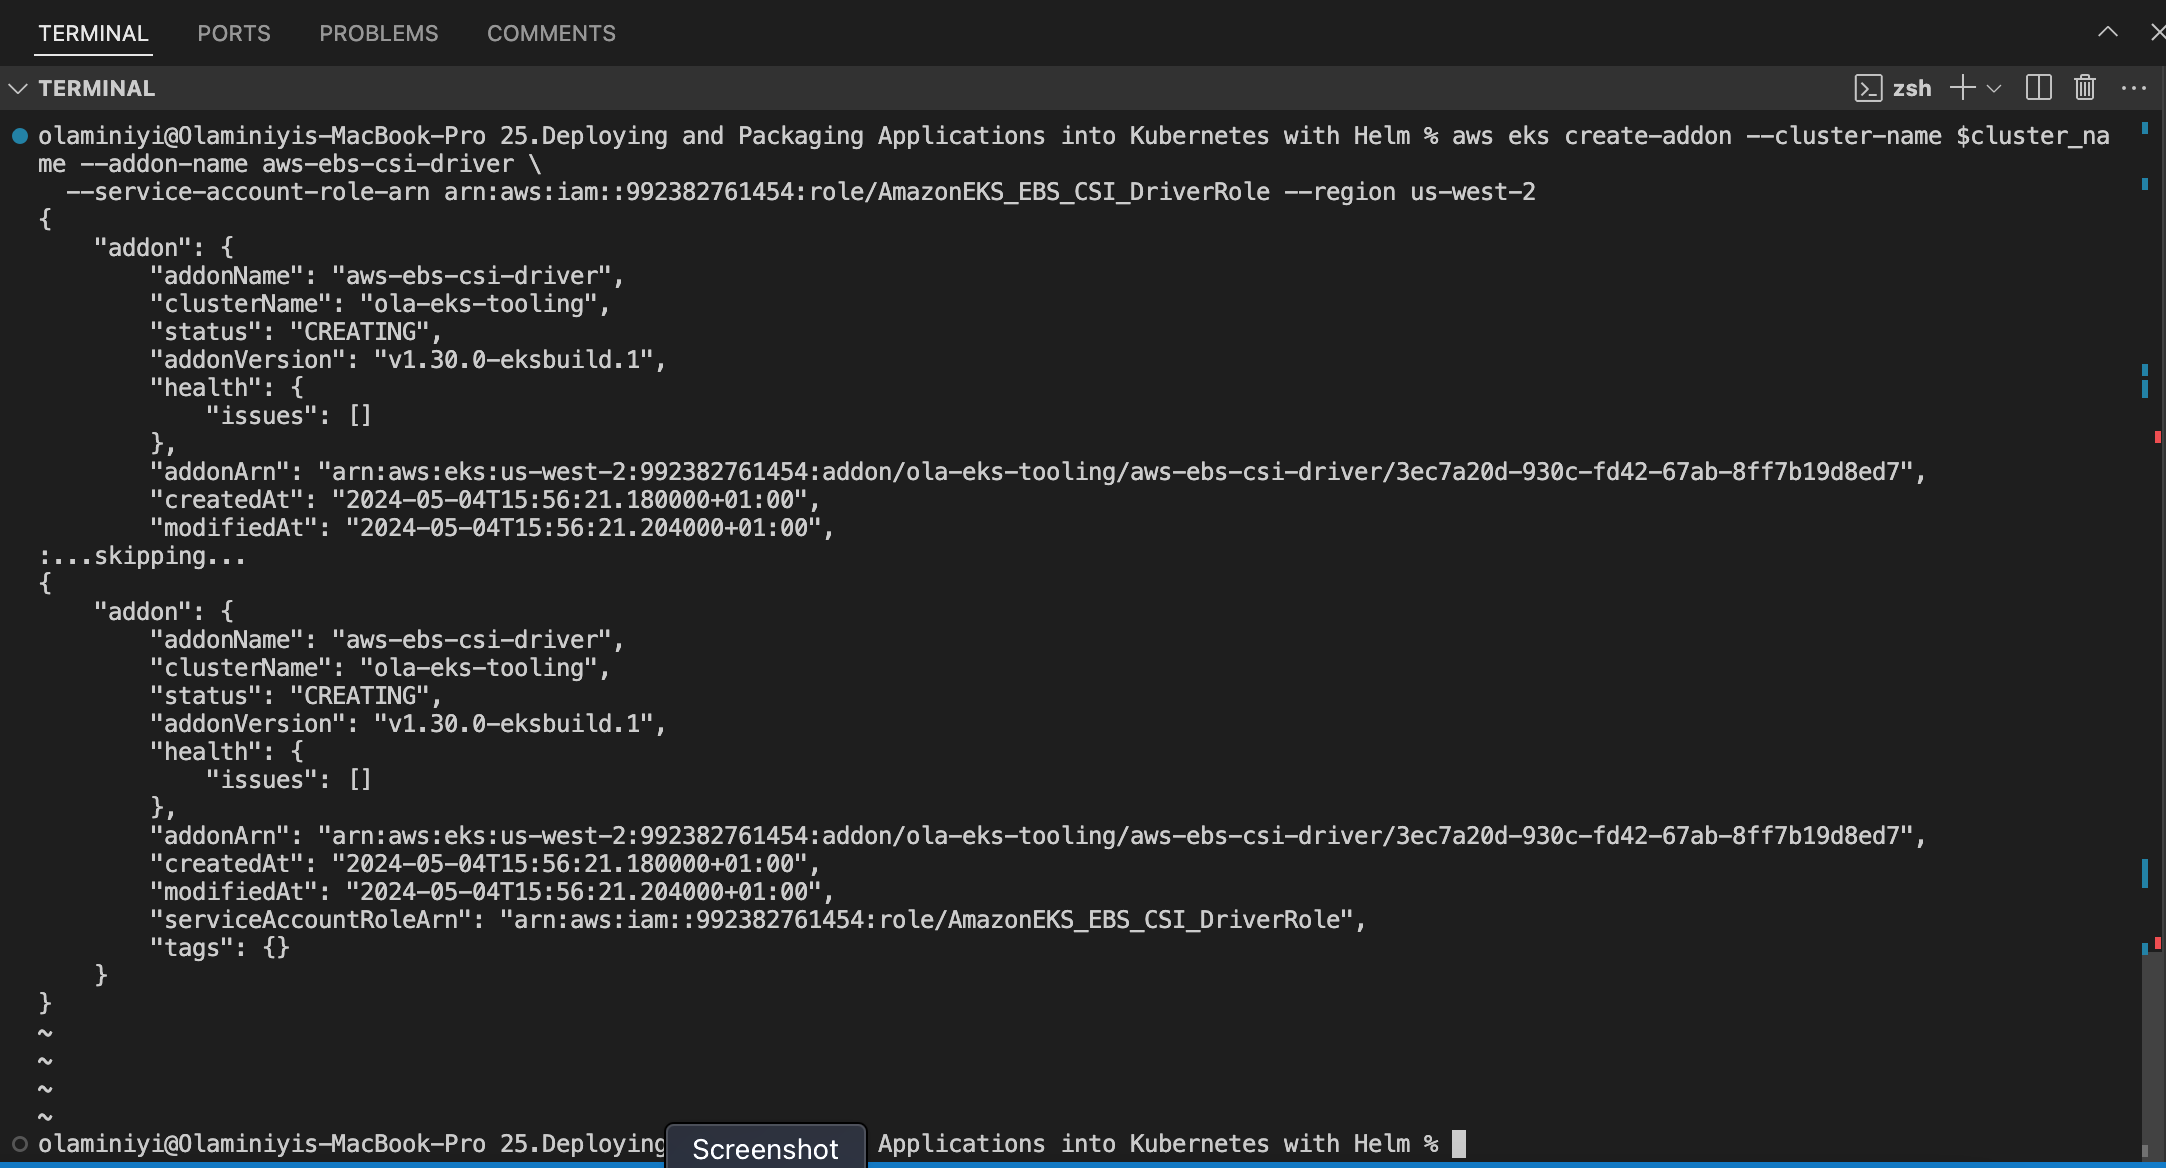 TERMINAL PORTS PROBLEMS COMMENTS
TERMINAL zsh
olaminiyi@Olaminiyis-MacBook-Pro 25.Deploying and Packaging Applications into Kubernetes with Helm % aws eks create-addon --cluster-name $cluster_na
me --addon-name aws-ebs-csi-driver \
  --service-account-role-arn arn:aws:iam::992382761454:role/AmazonEKS_EBS_CSI_DriverRole --region us-west-2
{
    "addon": {
        "addonName": "aws-ebs-csi-driver",
        "clusterName": "ola-eks-tooling",
        "status": "CREATING",
        "addonVersion": "v1.30.0-eksbuild.1",
        "health": {
            "issues": []
        },
        "addonArn": "arn:aws:eks:us-west-2:992382761454:addon/ola-eks-tooling/aws-ebs-csi-driver/3ec7a20d-930c-fd42-67ab-8ff7b19d8ed7",
        "createdAt": "2024-05-04T15:56:21.180000+01:00",
        "modifiedAt": "2024-05-04T15:56:21.204000+01:00",
:...skipping...
{
    "addon": {
        "addonName": "aws-ebs-csi-driver",
        "clusterName": "ola-eks-tooling",
        "status": "CREATING",
        "addonVersion": "v1.30.0-eksbuild.1",
        "health": {
            "issues": []
        },
        "addonArn": "arn:aws:eks:us-west-2:992382761454:addon/ola-eks-tooling/aws-ebs-csi-driver/3ec7a20d-930c-fd42-67ab-8ff7b19d8ed7",
        "createdAt": "2024-05-04T15:56:21.180000+01:00",
        "modifiedAt": "2024-05-04T15:56:21.204000+01:00",
        "serviceAccountRoleArn": "arn:aws:iam::992382761454:role/AmazonEKS_EBS_CSI_DriverRole",
        "tags": {}
    }
}
~
~
~
~
olaminiyi@Olaminiyis-MacBook-Pro 25.Deploying Screenshot Applications into Kubernetes with Helm %